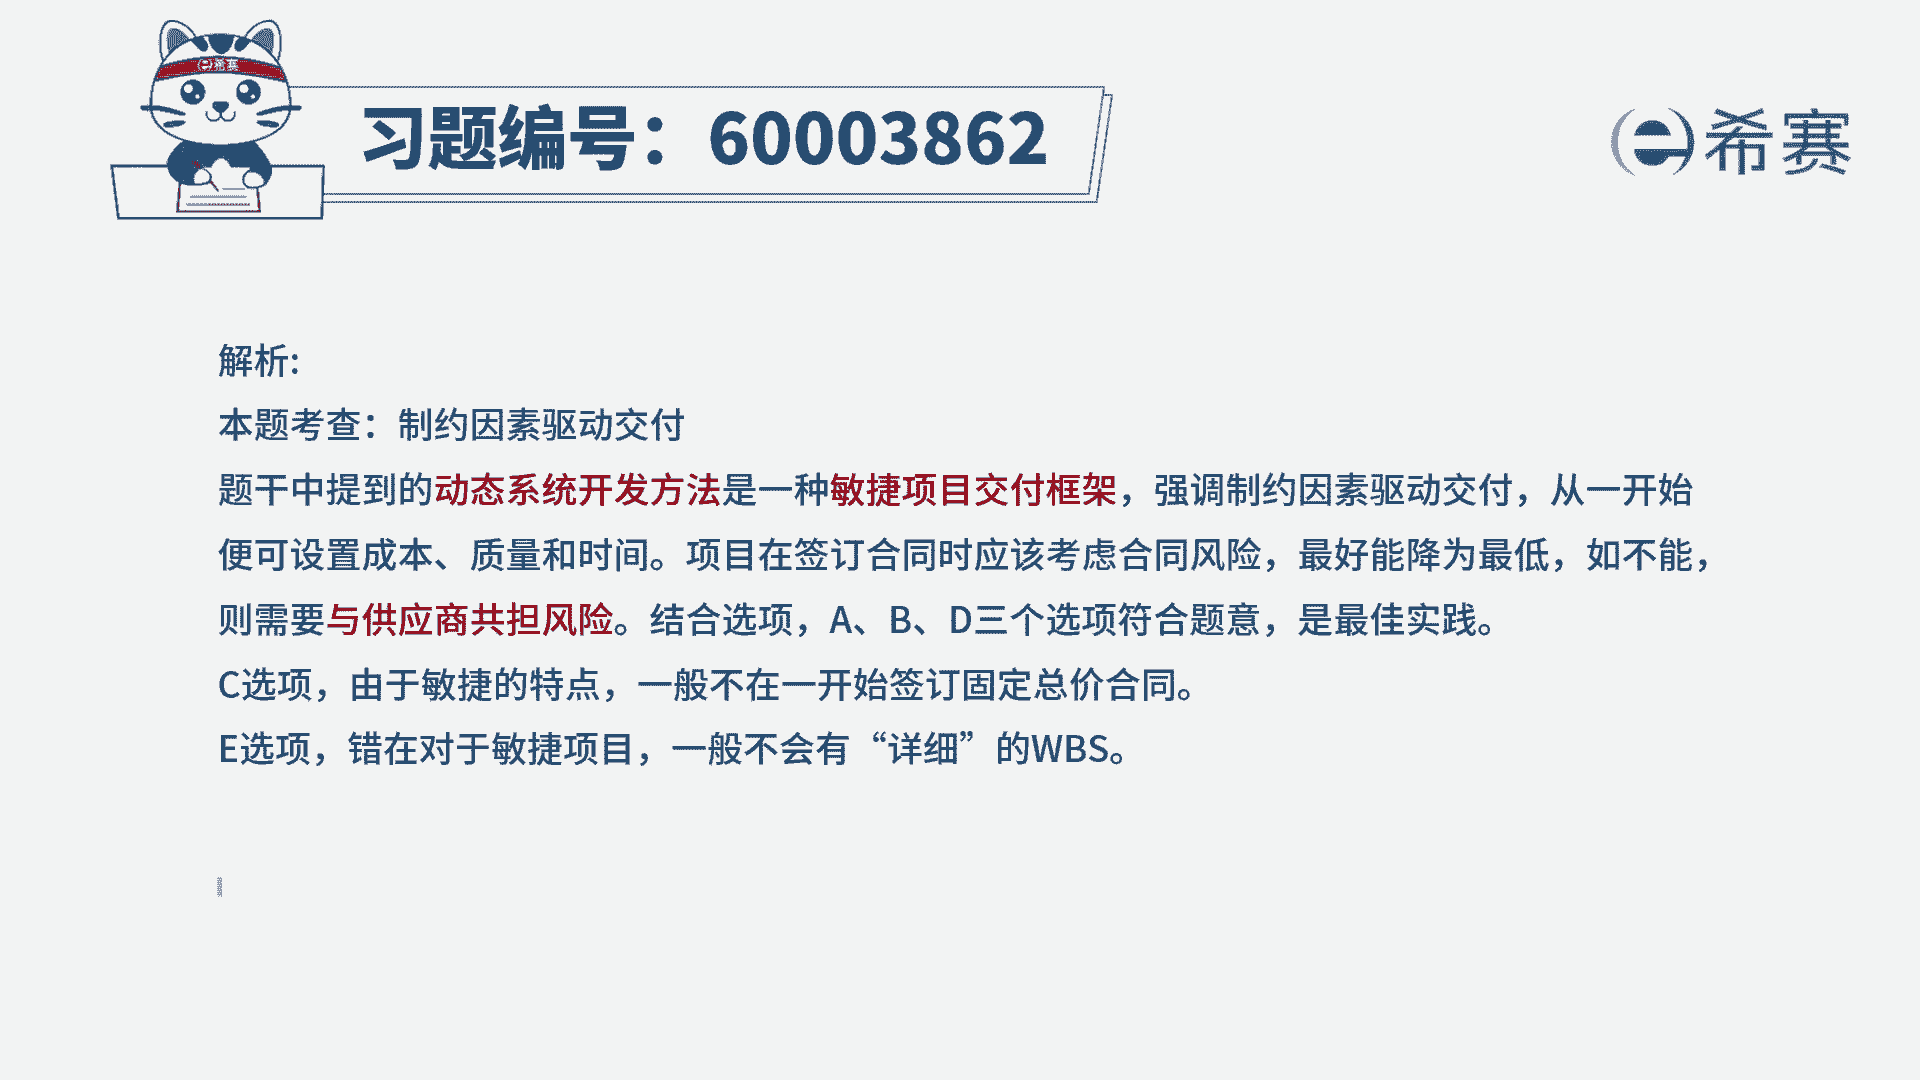 e希赛
习题编号：60003862
e希赛
解析:
本题考查：制约因素驱动交付
题干中提到的动态系统开发方法是一种敏捷项目交付框架，强调制约因素驱动交付，从一开始
便可设置成本、质量和时间。项目在签订合同时应该考虑合同风险，最好能降为最低，如不能，
则需要与供应商共担风险。结合选项，A、B、D三个选项符合题意，是最佳实践。
C选项，由于敏捷的特点，一般不在一开始签订固定总价合同。
E选项，错在对于敏捷项目，一般不会有“详细”的WBS。